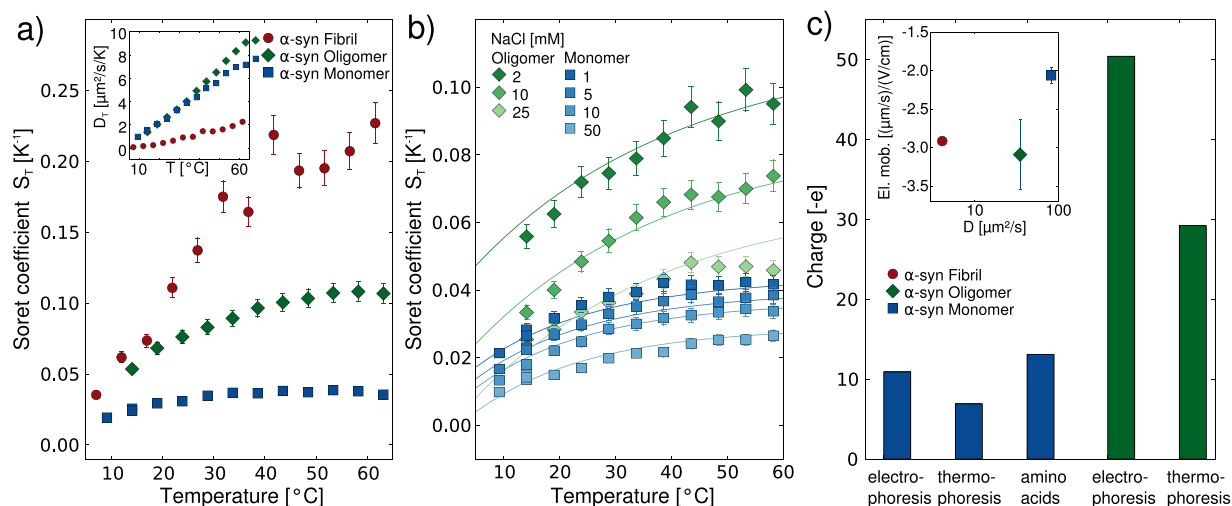 a)
10
8
6
4
2
0
D_T [μm²/s/K]
10
60
T [°C]
α-syn Fibril
α-syn Oligomer
α-syn Monomer
0.25
0.20
0.15
0.10
0.05
0.00
Soret coefficient S_T [K⁻¹]
10 20 30 40 50 60
Temperature [°C]
b)
NaCl [mM]
Oligomer Monomer
2 1
10 5
25 10
50
0.10
0.08
0.06
0.04
0.02
0.00
Soret coefficient S_T [K⁻¹]
10 20 30 40 50 60
Temperature [°C]
c)
-1.5
-2.0
-2.5
-3.0
-3.5
El. mob. [(μm/s)/(V/cm)]
10 100
D [μm²/s]
α-syn Fibril
α-syn Oligomer
α-syn Monomer
50
40
30
20
10
0
Charge [-e]
electro- thermo- amino electro- thermo-
phoresis phoresis acids phoresis phoresis